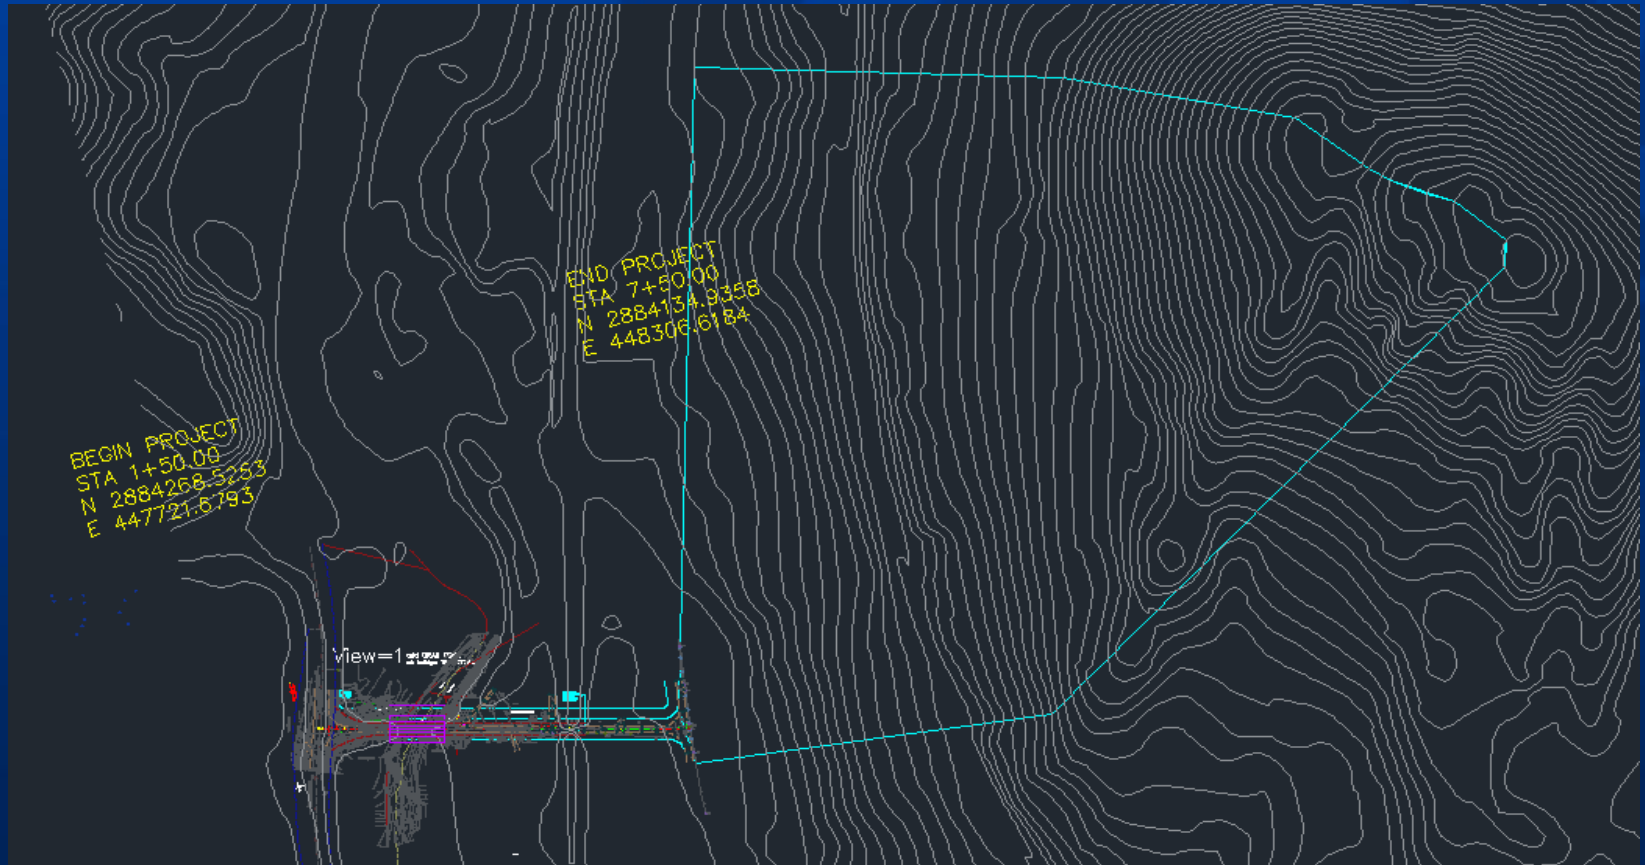 END PROJECT
STA 7+50.00
N 2884134.9358
E 448306.6184
BEGIN PROJECT
STA 1+50.00
N 2884268.5253
E 447721.6793
View=1